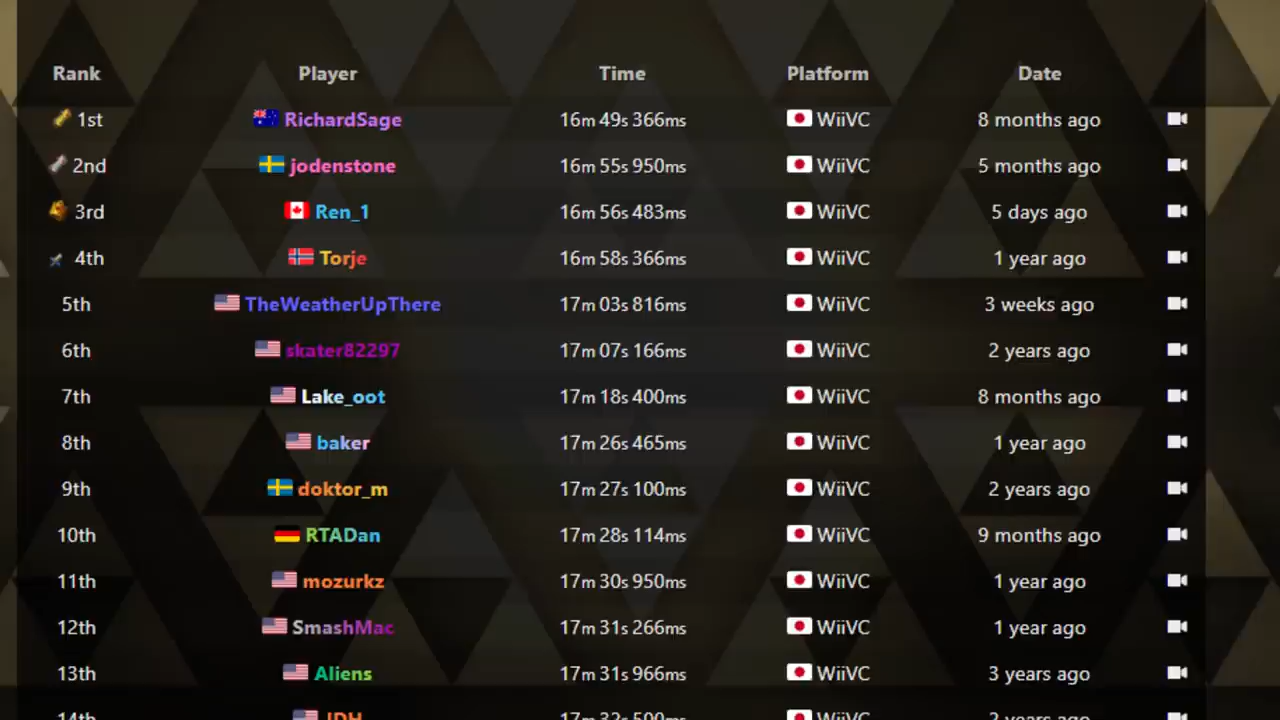 Rank Player Time Platform Date
1st RichardSage 16m 49s 366ms WiiVC 8 months ago
2nd jodenstone 16m 55s 950ms WiiVC 5 months ago
3rd Ren_1 16m 56s 483ms WiiVC 5 days ago
4th Torje 16m 58s 366ms WiiVC 1 year ago
5th TheWeatherUpThere 17m 03s 816ms WiiVC 3 weeks ago
6th skater82297 17m 07s 166ms WiiVC 2 years ago
7th Lake_oot 17m 18s 400ms WiiVC 8 months ago
8th baker 17m 26s 465ms WiiVC 1 year ago
9th doktor_m 17m 27s 100ms WiiVC 2 years ago
10th RTADan 17m 28s 114ms WiiVC 9 months ago
11th mozurkz 17m 30s 950ms WiiVC 1 year ago
12th SmashMac 17m 31s 266ms WiiVC 1 year ago
13th Aliens 17m 31s 966ms WiiVC 3 years ago
14th 17m WiiVC years ago